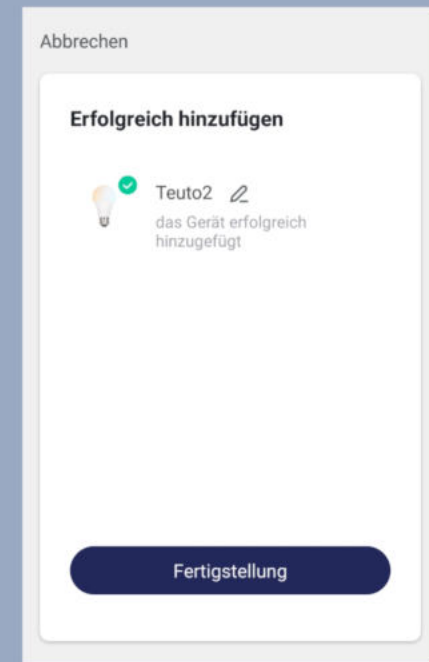 Abbrechen
Erfolgreich hinzufügen
Teuto2
das Gerät erfolgreich
hinzugefügt
Fertigstellung